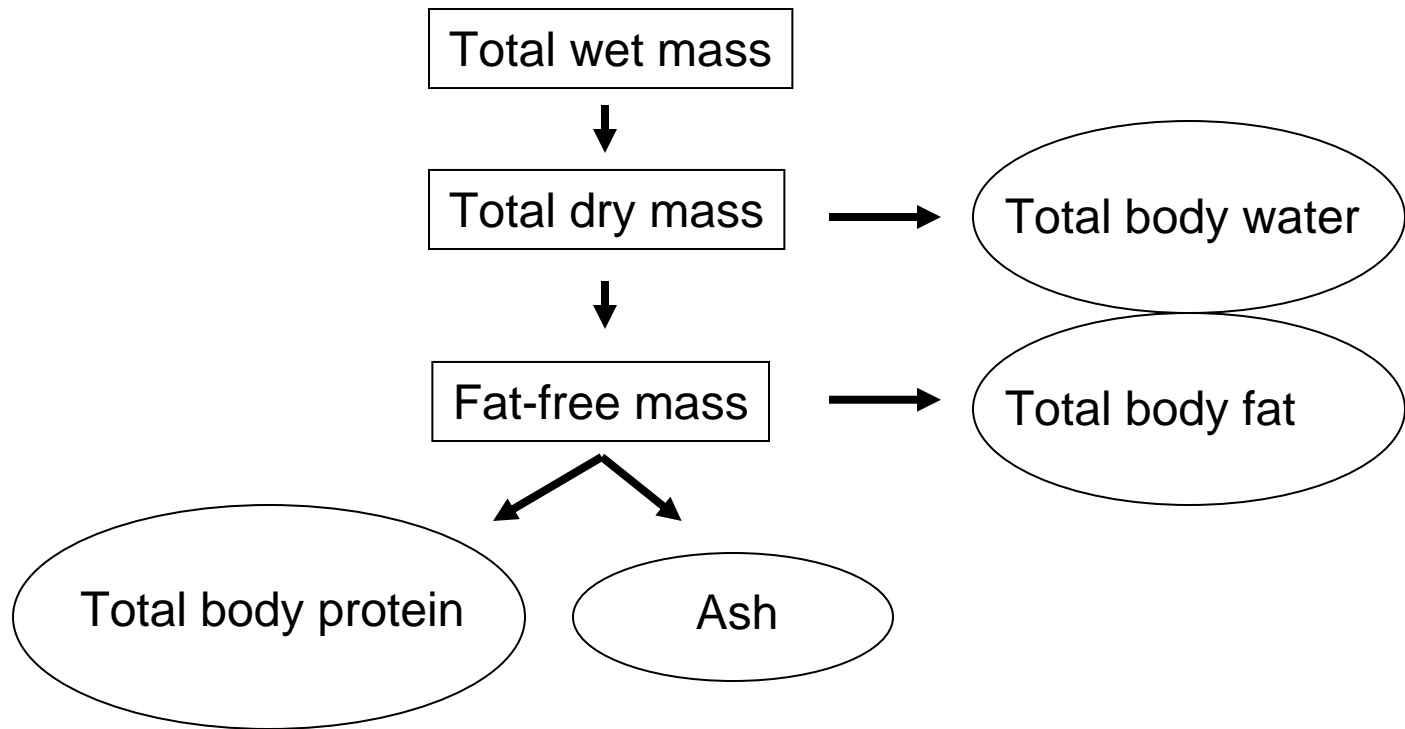 Total wet mass
Total dry mass
Total body water
Fat-free mass
Total body fat
Total body protein
Ash